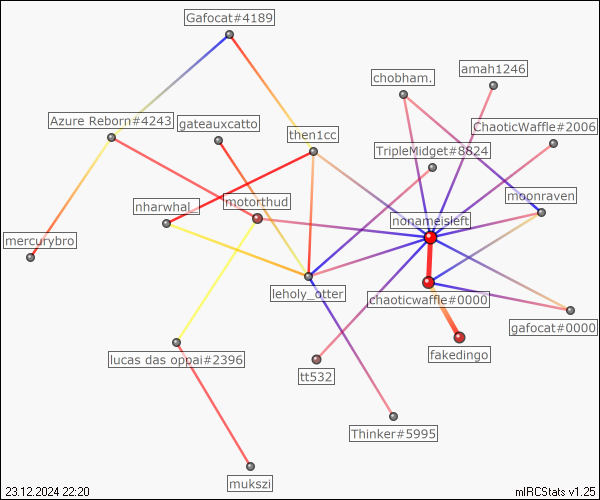 Gafocat#4189
amah1246
chobham.
Azure Reborn#4243
gateauxcatto
ChaoticWaffle#2006
then1cc
TripleMidget#8824
moonraven
motorthud
nharwhal.
nonameisleft
mercurybro
leholy_otter
chaoticwaffle#0000
gafocat#0000
fakedingo
lucas das oppai#2396
tt532
Thinker#5995
mukszi
23.12.2024 22:20
mIRCStats v1.25